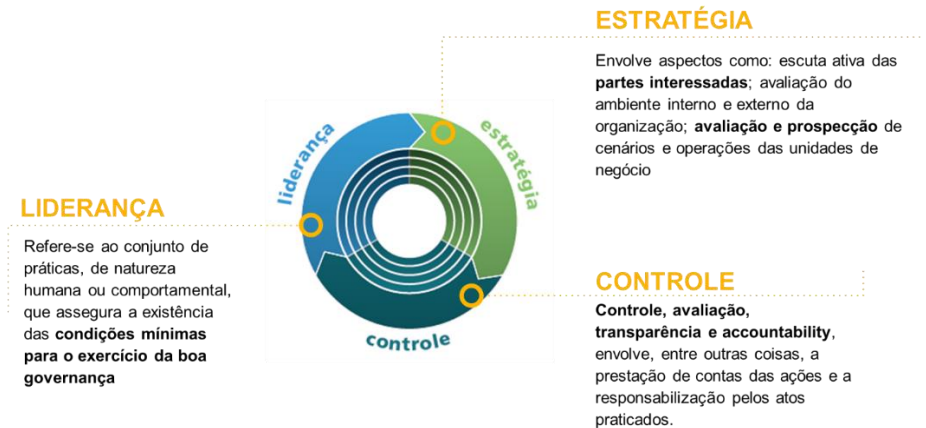 ESTRATÉGIA
Envolve aspectos como: escuta ativa das
partes interessadas; avaliação do
ambiente interno e externo da
organização; avaliação e prospecção de
cenários e operações das unidades de
negócio
liderança
estratégia
controle
LIDERANÇA
Refere-se ao conjunto de
práticas, de natureza
humana ou comportamental,
que assegura a existência
das condições mínimas
para o exercício da boa
governança
CONTROLE
Controle, avaliação,
transparência e accountability,
envolve, entre outras coisas, a
prestação de contas das ações e a
responsabilização pelos atos
praticados.